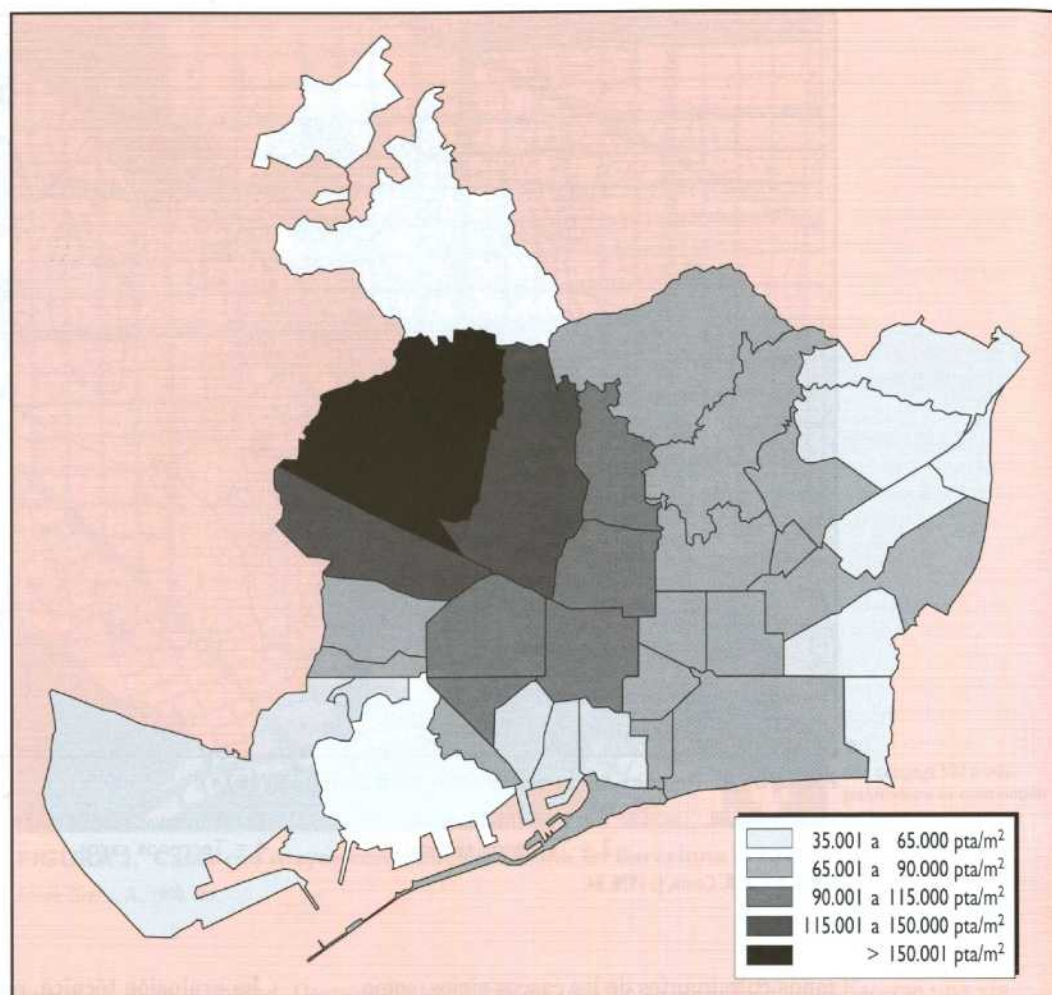 35.001 a 65.000 pta/m²
65.001 a 90.000 pta/m²
90.001 a 115.000 pta/m²
115.001 a 150.000 pta/m²
> 150.001 pta/m²